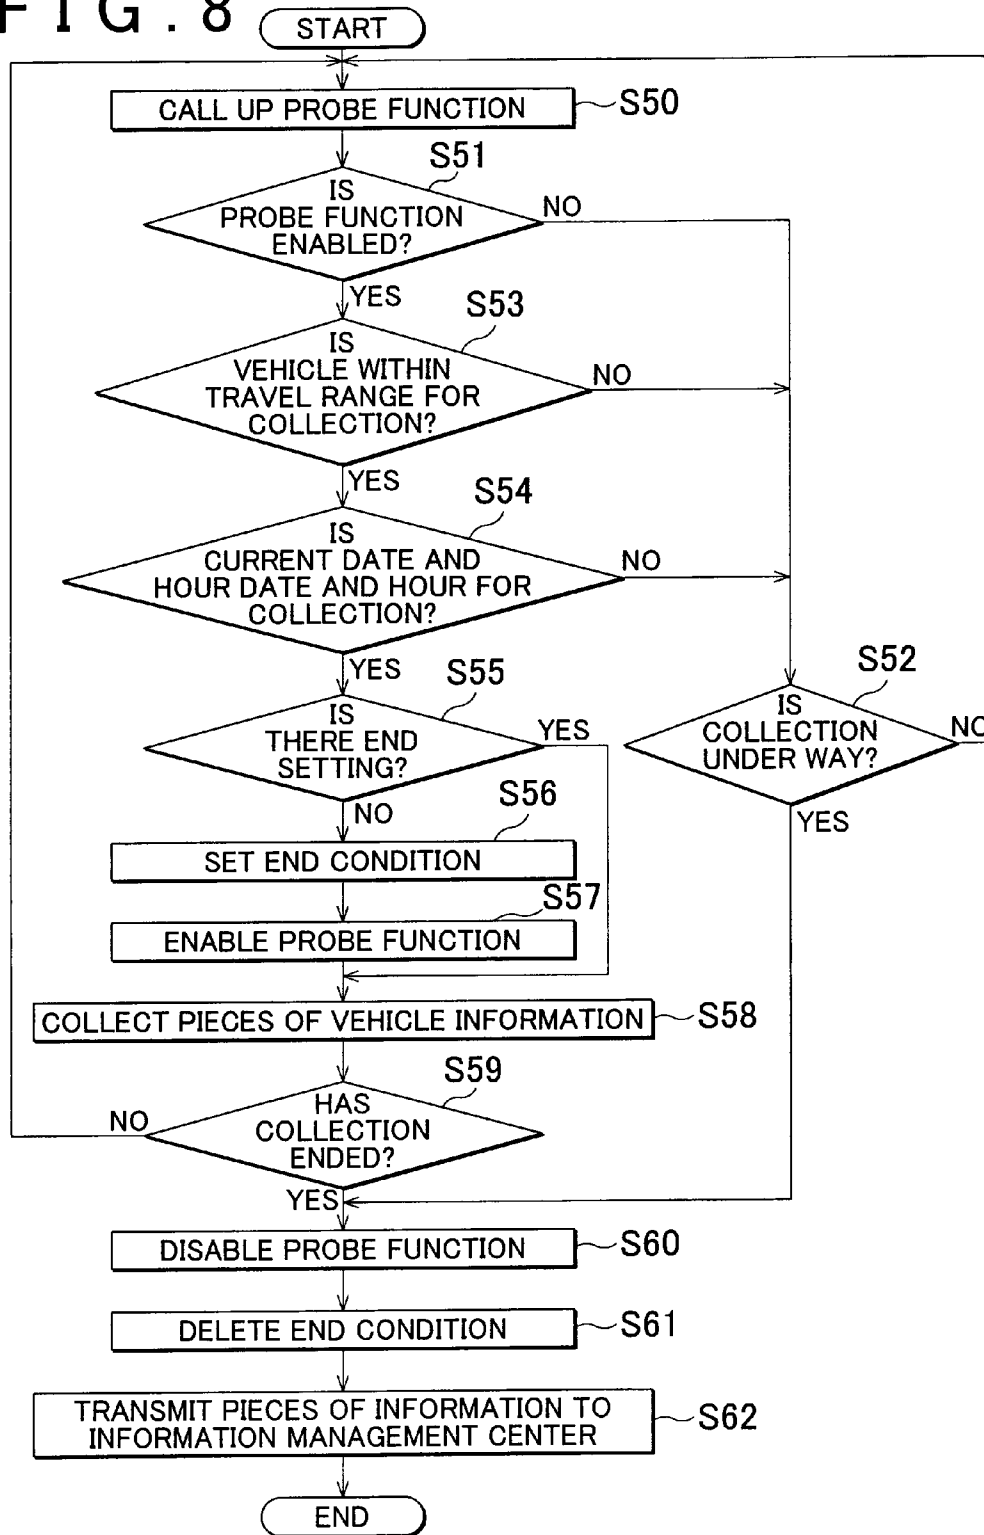 FIG. 8
START
CALL UP PROBE FUNCTION
S50
S51
IS
PROBE FUNCTION
ENABLED?
NO
YES
S53
IS
VEHICLE WITHIN
TRAVEL RANGE FOR
COLLECTION?
NO
YES
S54
IS
CURRENT DATE AND
HOUR DATE AND HOUR FOR
COLLECTION?
NO
YES
S55
IS
THERE END
SETTING?
YES
NO
S52
IS
COLLECTION
UNDER WAY?
NO
YES
S56
SET END CONDITION
S57
ENABLE PROBE FUNCTION
COLLECT PIECES OF VEHICLE INFORMATION
S58
S59
HAS
COLLECTION
ENDED?
NO
YES
DISABLE PROBE FUNCTION
S60
DELETE END CONDITION
S61
TRANSMIT PIECES OF INFORMATION TO
INFORMATION MANAGEMENT CENTER
S62
END